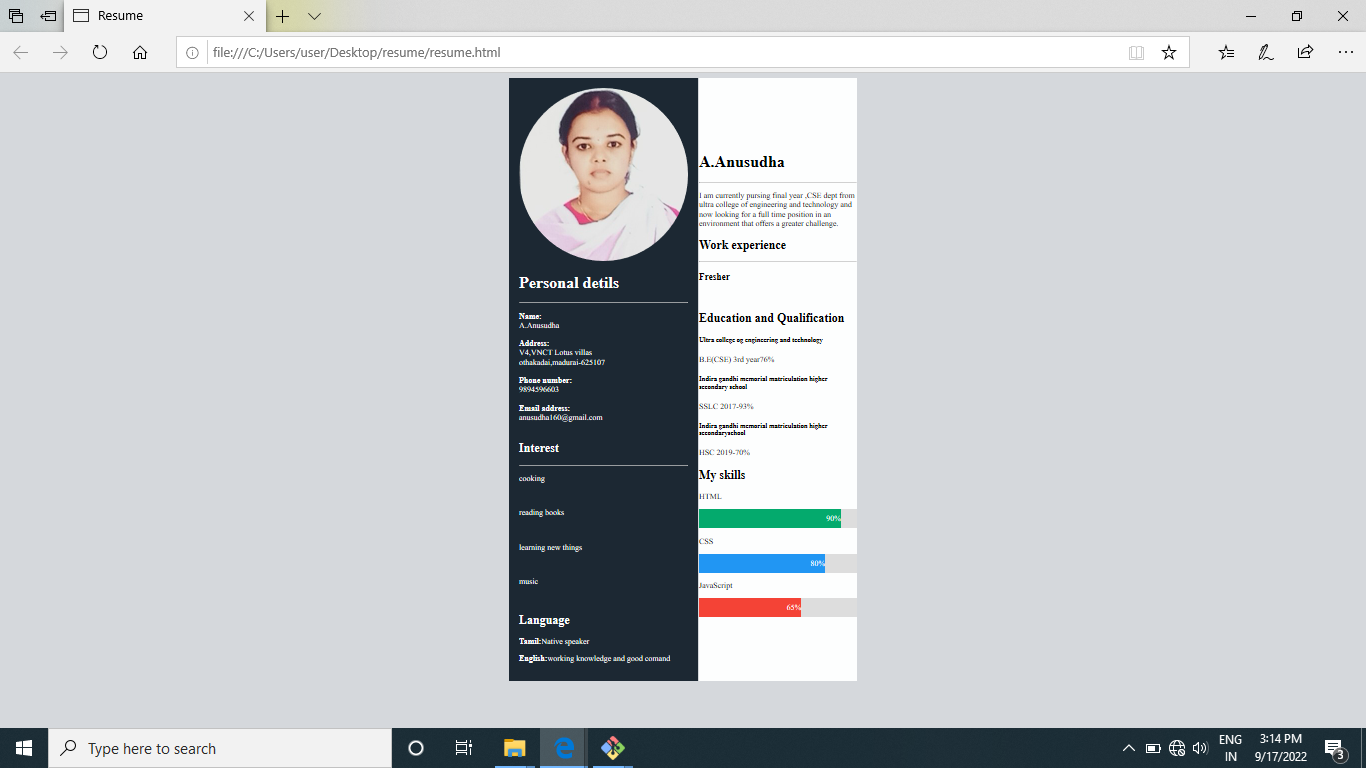 Resume
file:///C:/Users/user/Desktop/resume/resume.html
Personal detils
Name:
A.Anusudha
Address:
V4,VNCT Lotus villas
othakadai,madurai-625107
Phone number:
9894596603
Email address:
anusudha160@gmail.com
Interest
cooking
reading books
learning new things
music
Language
Tamil:Native speaker
English:working knowledge and good comand
A.Anusudha
I am currently pursing final year ,CSE dept from
ultra college of engineering and technology and
now looking for a full time position in an
environment that offers a greater challenge.
Work experience
Fresher
Education and Qualification
Ultra college og engineering and technology
B.E(CSE) 3rd year76%
Indira gandhi memorial matriculation higher
secondary school
SSLC 2017-93%
Indira gandhi memorial matriculation higher
secondaryschool
HSC 2019-70%
My skills
HTML
90%
CSS
80%
JavaScript
65%
Type here to search
ENG
IN
3:14 PM
9/17/2022
3